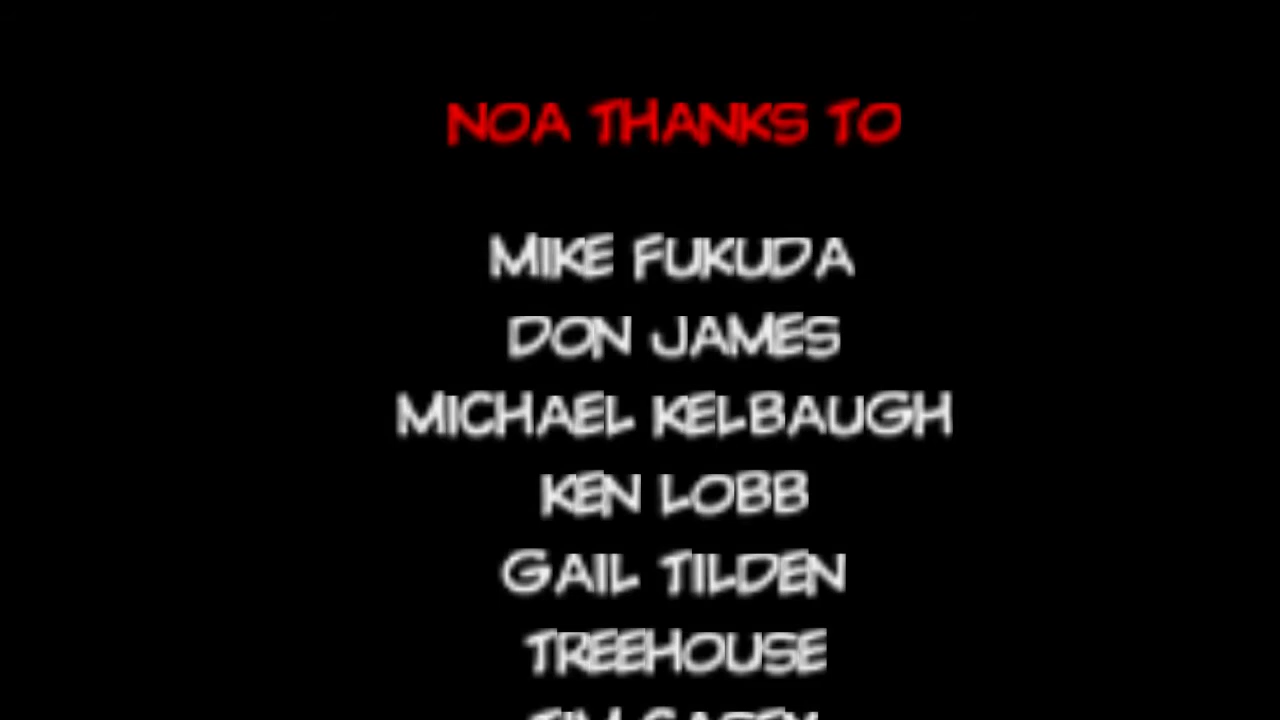 NOA THANKS TO
MIKE FUKUDA
DON JAMES
MICHAEL KELBAUGH
KEN LOBB
GAIL TILDEN
TREEHOUSE